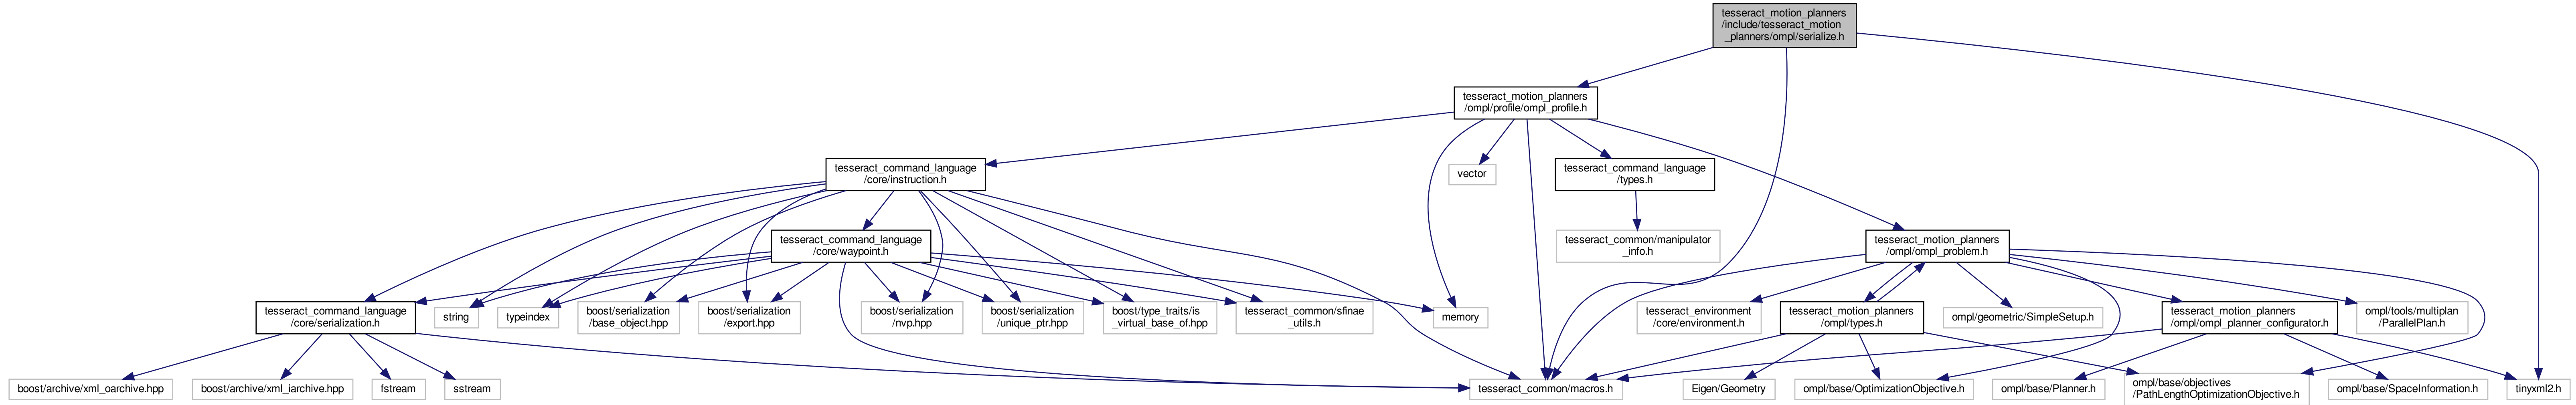 tesseract_motion_planners
/include/tesseract_motion
_planners/ompl/serialize.h
tesseract_motion_planners
/ompl/profile/ompl_profile.h
tesseract_command_language
/core/instruction.h
vector
tesseract_command_language
/types.h
tesseract_command_language
/core/waypoint.h
tesseract_common/manipulator
_info.h
tesseract_motion_planners
/ompl/ompl_problem.h
tesseract_command_language
/core/serialization.h
string
typeindex
boost/serialization
/base_object.hpp
boost/serialization
/export.hpp
boost/serialization
/nvp.hpp
boost/serialization
/unique_ptr.hpp
boost/type_traits/is
_virtual_base_of.hpp
tesseract_common/sfinae
_utils.h
memory
tesseract_environment
/core/environment.h
tesseract_motion_planners
/ompl/types.h
ompl/geometric/SimpleSetup.h
tesseract_motion_planners
/ompl/ompl_planner_configurator.h
ompl/tools/multiplan
/ParallelPlan.h
boost/archive/xml_oarchive.hpp
boost/archive/xml_iarchive.hpp
fstream
sstream
tesseract_common/macros.h
Eigen/Geometry
ompl/base/OptimizationObjective.h
ompl/base/Planner.h
ompl/base/objectives
/PathLengthOptimizationObjective.h
ompl/base/SpaceInformation.h
tinyxml2.h